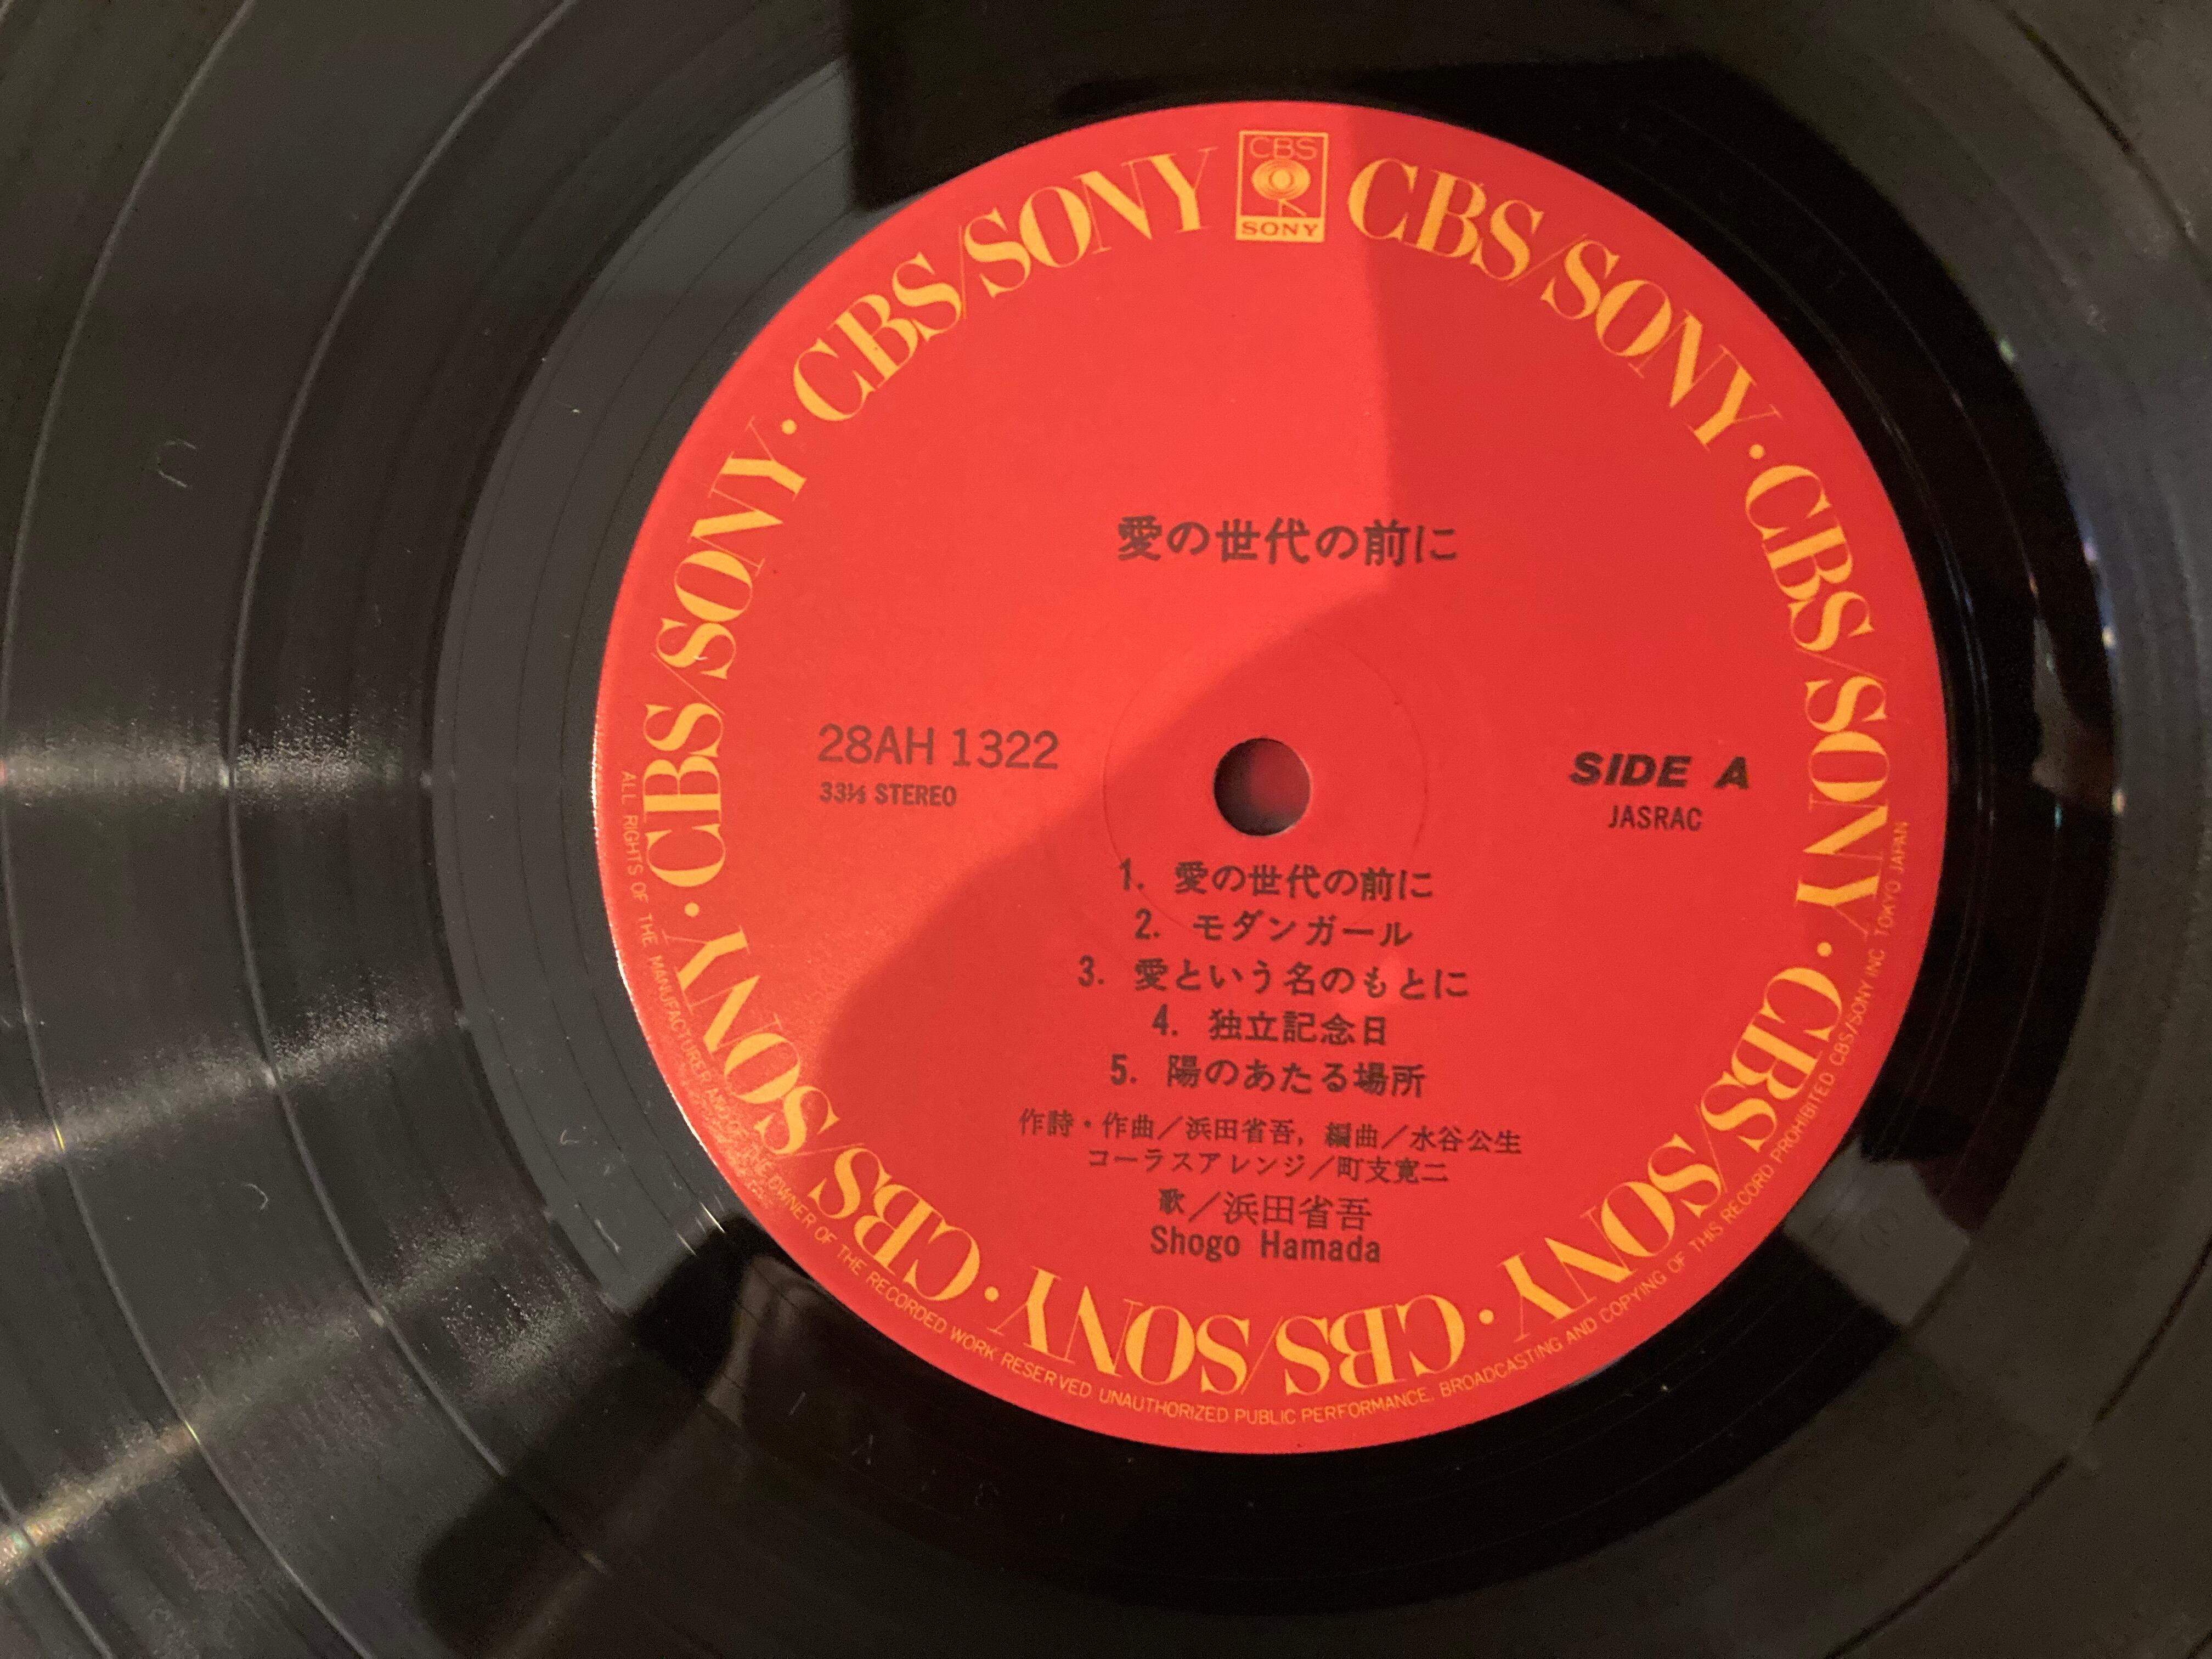 CBS
SONY
CBS/SONY · CBS/SONY · CBS/SONY · CBS/SONY · CBS/SONY · CBS/SONY · CBS/SONY · CBS/SONY
愛の世代の前に
28AH 1322
33⅓ STEREO
SIDE A
JASRAC
1. 愛の世代の前に
2. モダンガール
3. 愛という名のもとに
4. 独立記念日
5. 陽のあたる場所
作詩・作曲／浜田省吾, 編曲／水谷公生
コーラスアレンジ／町支寛二
歌／浜田省吾
Shogo Hamada
ALL RIGHTS OF THE MANUFACTURER AND OF THE OWNER OF THE RECORDED WORK RESERVED UNAUTHORIZED PUBLIC PERFORMANCE, BROADCASTING AND COPYING OF THIS RECORD PROHIBITED CBS/SONY INC TOKYO JAPAN